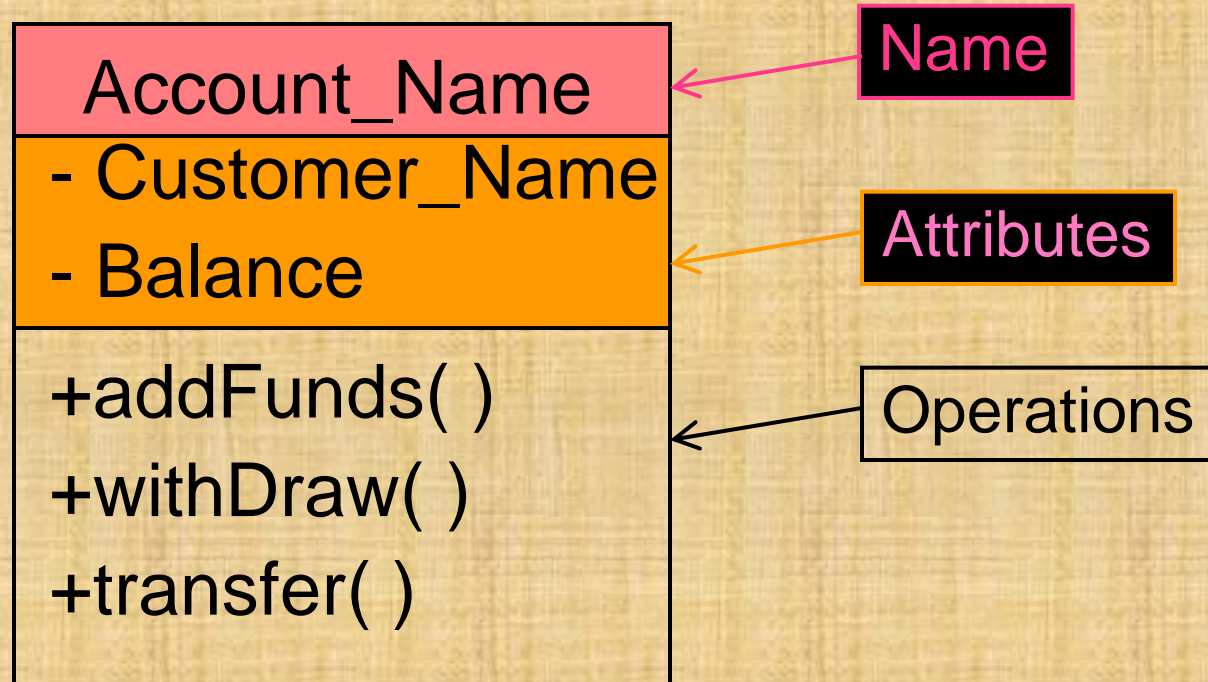 Account_Name
- Customer_Name
- Balance
+addFunds( )
+withDraw( )
+transfer( )
Name
Attributes
Operations